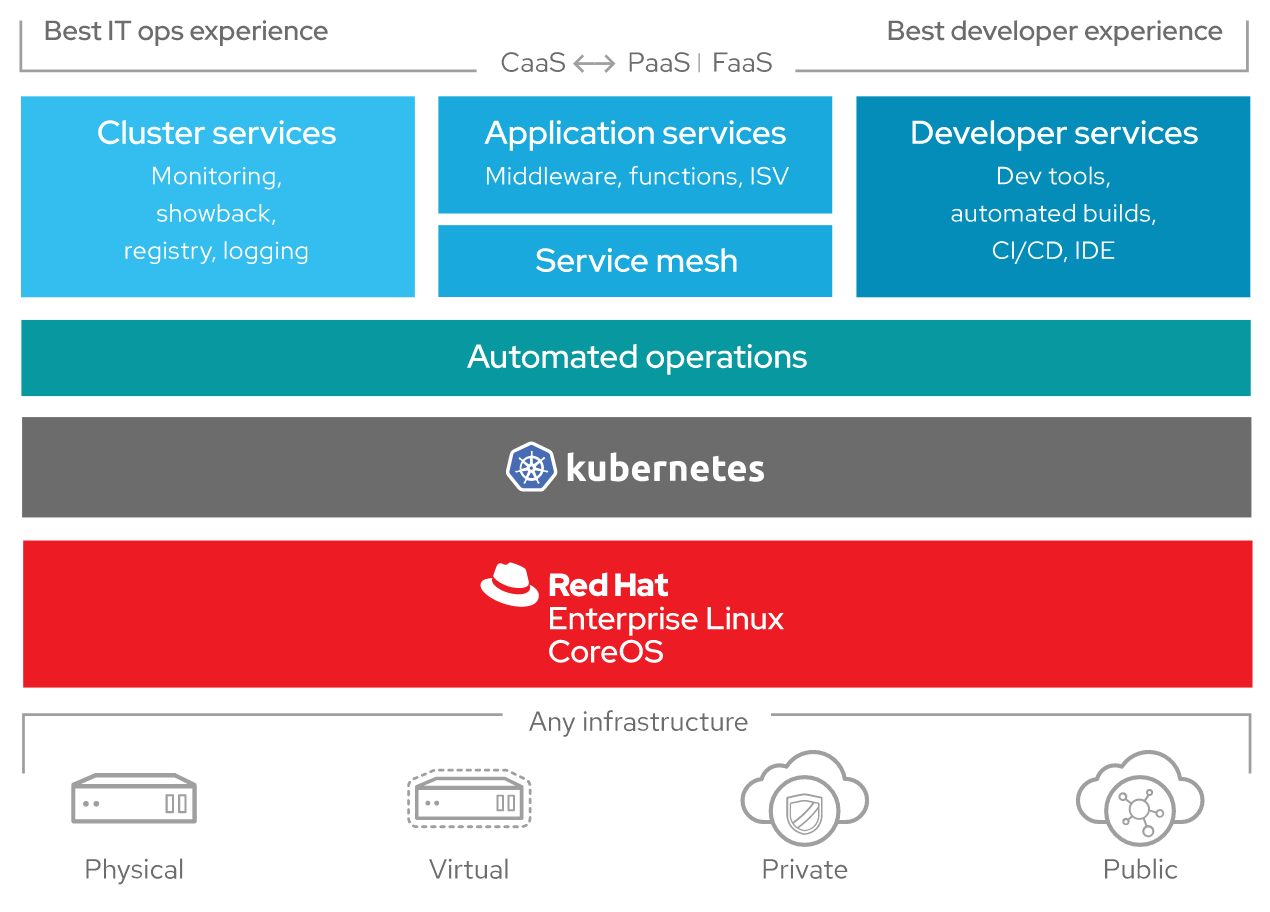 Best IT ops experience
Best developer experience
CaaS ⟷ PaaS | FaaS
Cluster services
Monitoring,
showback,
registry, logging
Application services
Middleware, functions, ISV
Service mesh
Developer services
Dev tools,
automated builds,
CI/CD, IDE
Automated operations
kubernetes
Red Hat
Enterprise Linux
CoreOS
Any infrastructure
Physical
Virtual
Private
Public